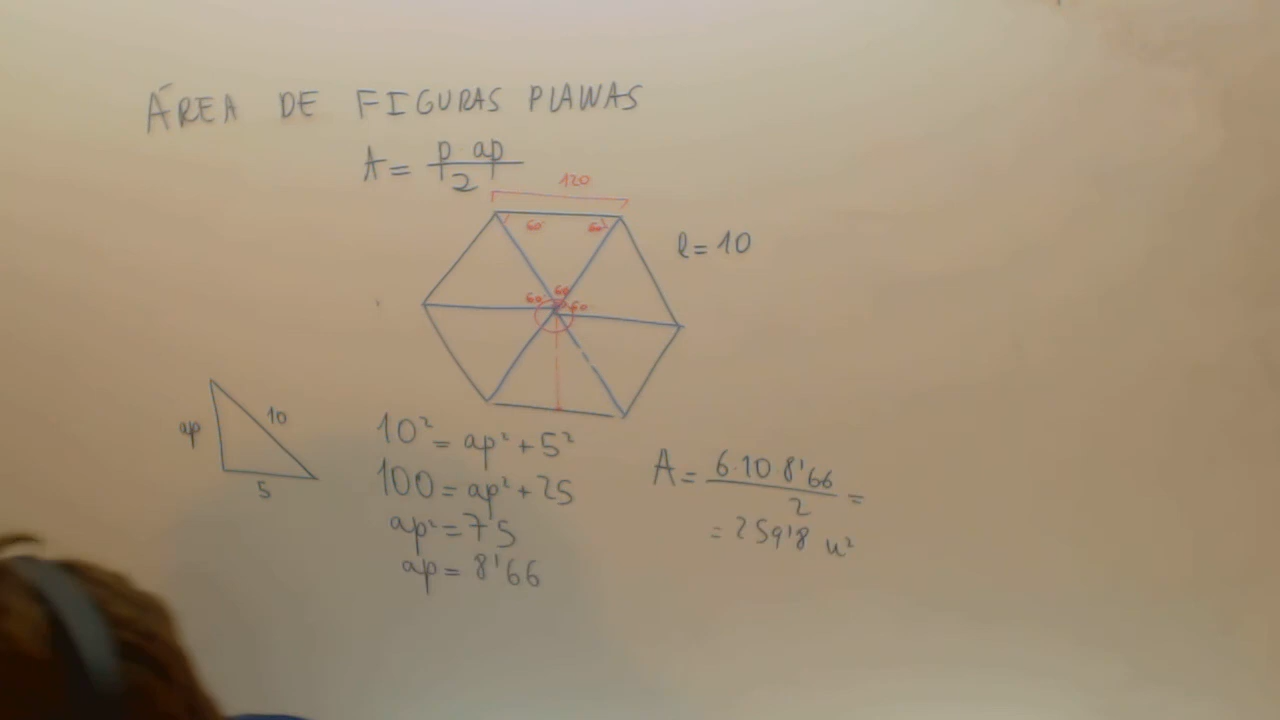 ÁREA DE FIGURAS PLANAS
A = p ap / 2
120
60° 60°
l = 10
60° 60 60°
ap 10
5
10² = ap² + 5²
100 = ap² + 25
ap² = 75
ap = 8'66
A = 6·10·8'66 / 2 =
= 259'8 u²